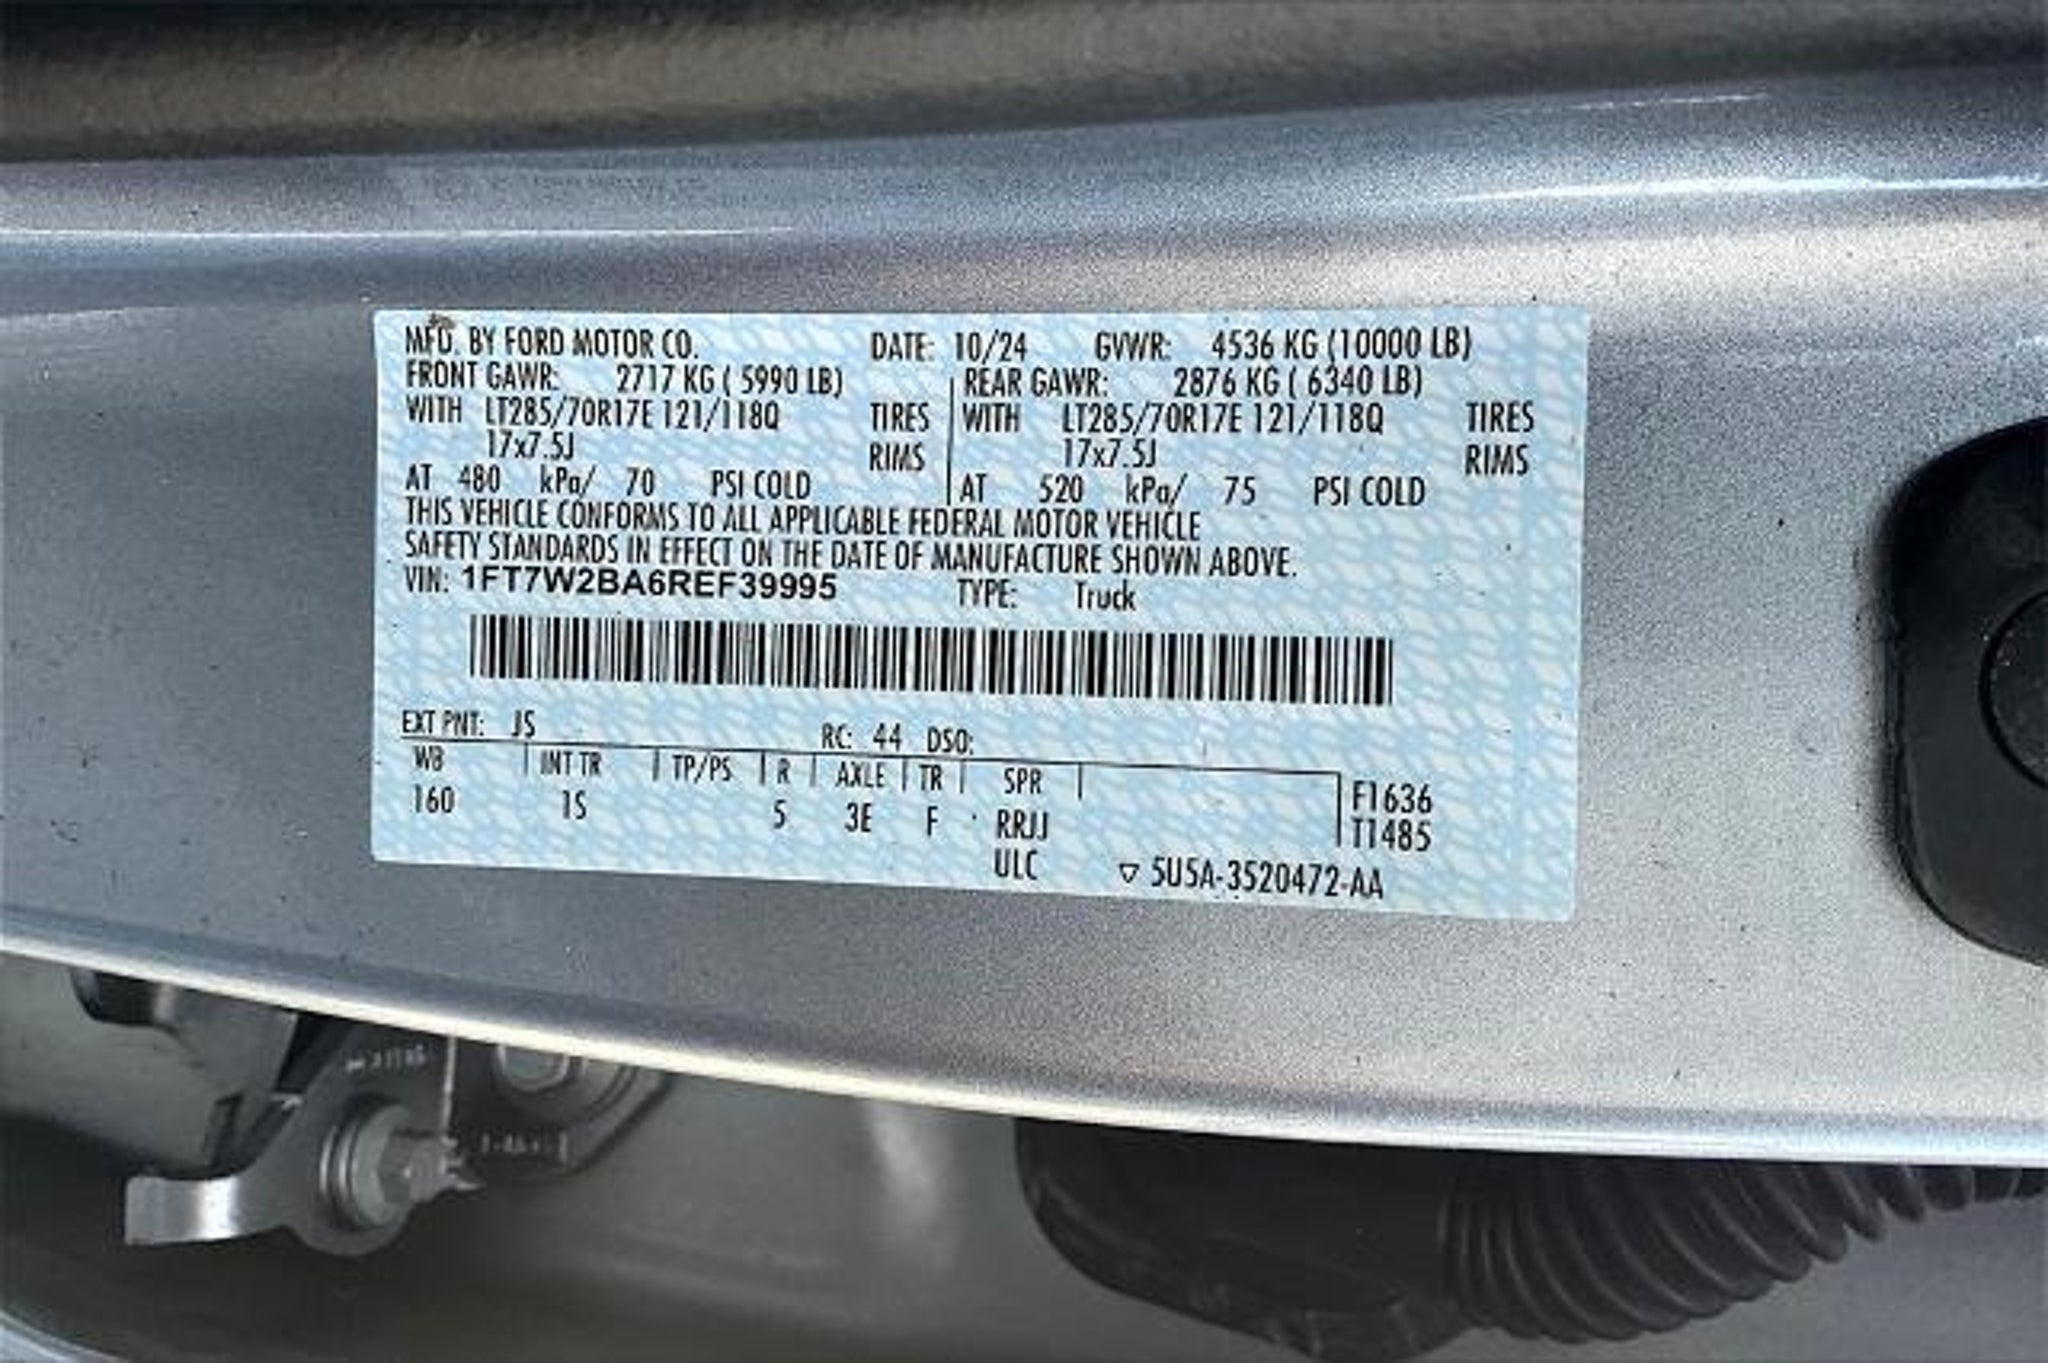 MFD. BY FORD MOTOR CO. DATE: 10/24 GVWR: 4536 KG (10000 LB)
FRONT GAWR: 2717 KG ( 5990 LB) REAR GAWR: 2876 KG ( 6340 LB)
WITH LT285/70R17E 121/118Q TIRES WITH LT285/70R17E 121/118Q TIRES
17x7.5J RIMS 17x7.5J RIMS
AT 480 kPa/ 70 PSI COLD AT 520 kPa/ 75 PSI COLD
THIS VEHICLE CONFORMS TO ALL APPLICABLE FEDERAL MOTOR VEHICLE
SAFETY STANDARDS IN EFFECT ON THE DATE OF MANUFACTURE SHOWN ABOVE.
VIN: 1FT7W2BA6REF39995 TYPE: Truck
EXT PNT: JS RC: 44 DSO:
WB INT TR TP/PS R AXLE TR SPR F1636
160 1S 5 3E F RRJJ T1485
ULC ▽ 5U5A-3520472-AA